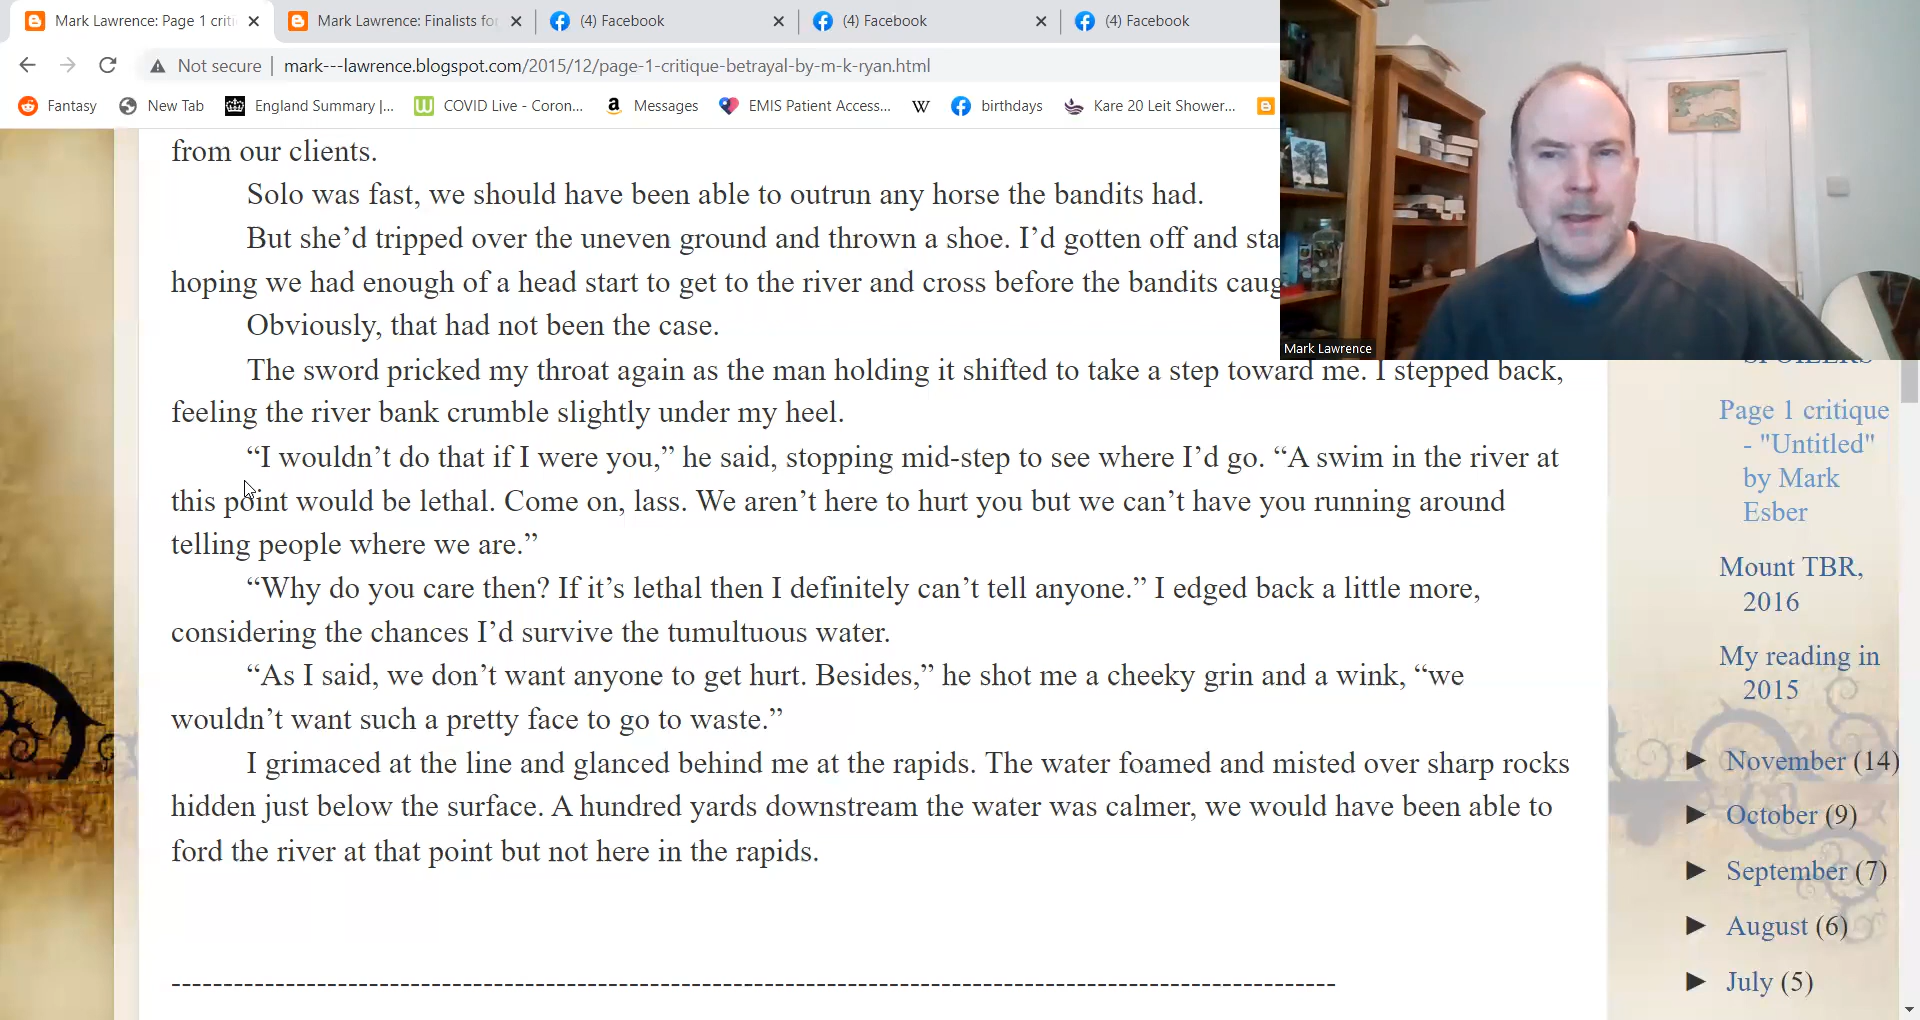 Mark Lawrence: Page 1 criti
Mark Lawrence: Finalists fo
(4) Facebook
(4) Facebook
(4) Facebook
Not secure
mark---lawrence.blogspot.com/2015/12/page-1-critique-betrayal-by-m-k-ryan.html
Fantasy
New Tab
England Summary |...
COVID Live - Coron...
Messages
EMIS Patient Access...
W
birthdays
Kare 20 Leit Shower...
from our clients.
Solo was fast, we should have been able to outrun any horse the bandits had.
But she’d tripped over the uneven ground and thrown a shoe. I’d gotten off and sta
hoping we had enough of a head start to get to the river and cross before the bandits caug
Obviously, that had not been the case.
The sword pricked my throat again as the man holding it shifted to take a step toward me. I stepped back,
feeling the river bank crumble slightly under my heel.
“I wouldn’t do that if I were you,” he said, stopping mid-step to see where I’d go. “A swim in the river at
this point would be lethal. Come on, lass. We aren’t here to hurt you but we can’t have you running around
telling people where we are.”
“Why do you care then? If it’s lethal then I definitely can’t tell anyone.” I edged back a little more,
considering the chances I’d survive the tumultuous water.
“As I said, we don’t want anyone to get hurt. Besides,” he shot me a cheeky grin and a wink, “we
wouldn’t want such a pretty face to go to waste.”
I grimaced at the line and glanced behind me at the rapids. The water foamed and misted over sharp rocks
hidden just below the surface. A hundred yards downstream the water was calmer, we would have been able to
ford the river at that point but not here in the rapids.
Mark Lawrence
SPOILERS
Page 1 critique
- "Untitled"
by Mark
Esber
Mount TBR,
2016
My reading in
2015
► November (14)
► October (9)
► September (7)
► August (6)
► July (5)